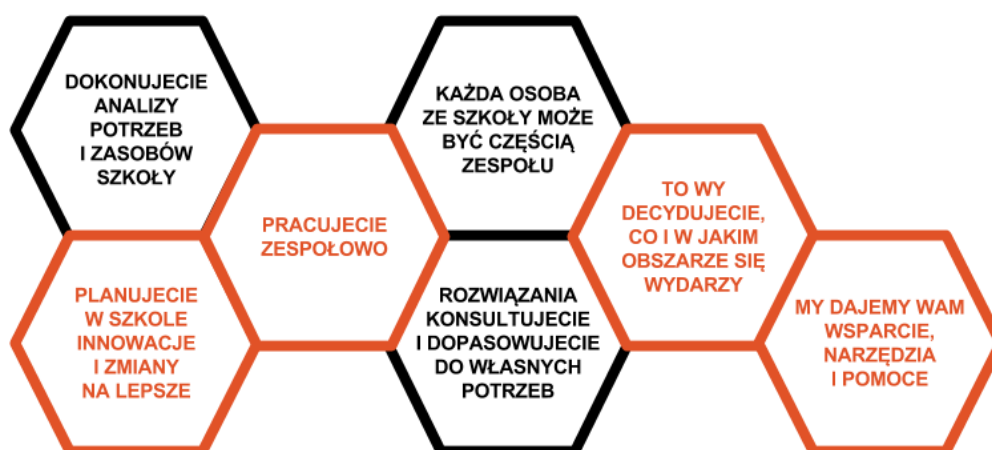 DOKONUJECIE
ANALIZY
POTRZEB
I ZASOBÓW
SZKOŁY
PLANUJECIE
W SZKOLE
INNOWACJE
I ZMIANY
NA LEPSZE
PRACUJECIE
ZESPOŁOWO
KAŻDA OSOBA
ZE SZKOŁY MOŻE
BYĆ CZĘŚCIĄ
ZESPOŁU
ROZWIĄZANIA
KONSULTUJECIE
I DOPASOWUJECIE
DO WŁASNYCH
POTRZEB
TO WY
DECYDUJECIE,
CO I W JAKIM
OBSZARZE SIĘ
WYDARZY
MY DAJEMY WAM
WSPARCIE,
NARZĘDZIA
I POMOCE